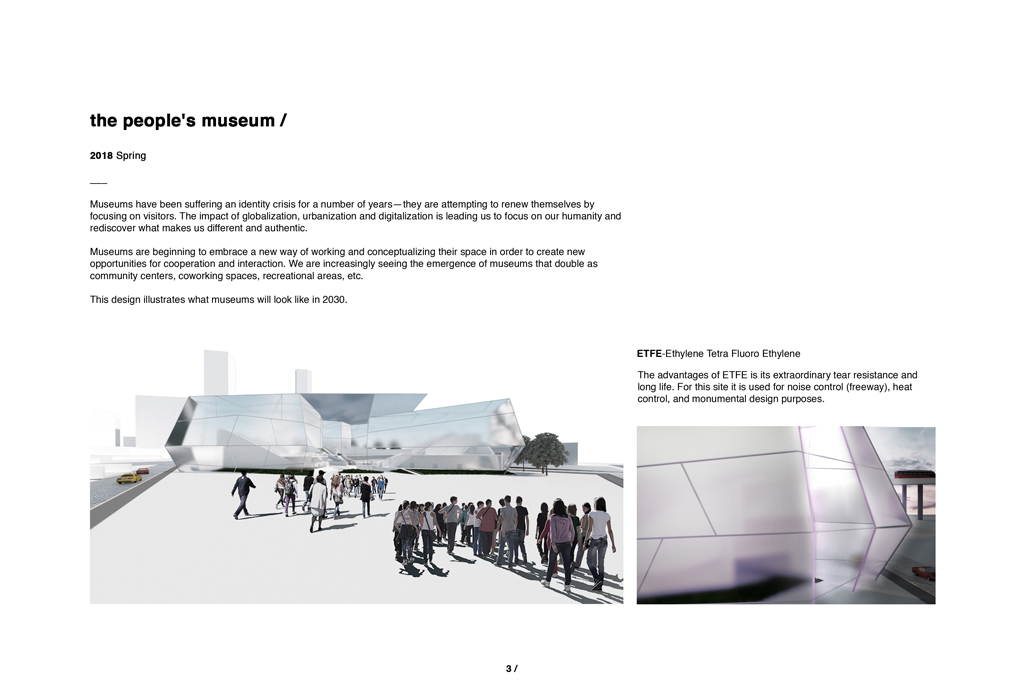 the people's museum /
2018 Spring
Museums have been suffering an identity crisis for a number of years—they are attempting to renew themselves by
focusing on visitors. The impact of globalization, urbanization and digitalization is leading us to focus on our humanity and
rediscover what makes us different and authentic.
Museums are beginning to embrace a new way of working and conceptualizing their space in order to create new
opportunities for cooperation and interaction. We are increasingly seeing the emergence of museums that double as
community centers, coworking spaces, recreational areas, etc.
This design illustrates what museums will look like in 2030.
ETFE-Ethylene Tetra Fluoro Ethylene
The advantages of ETFE is its extraordinary tear resistance and
long life. For this site it is used for noise control (freeway), heat
control, and monumental design purposes.
3 /